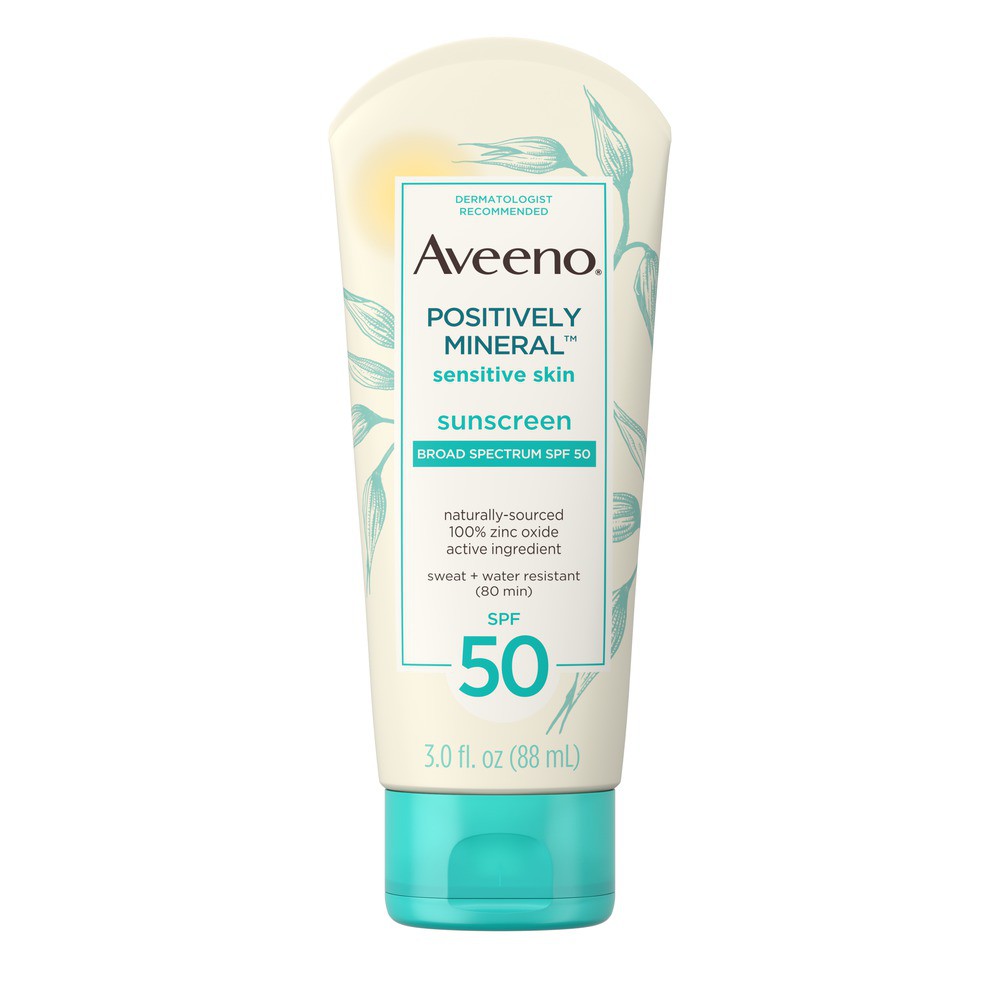 DERMATOLOGIST
RECOMMENDED
Aveeno®
POSITIVELY
MINERAL™
sensitive skin
sunscreen
BROAD SPECTRUM SPF 50
naturally-sourced
100% zinc oxide
active ingredient
sweat + water resistant
(80 min)
SPF
50
3.0 fl. oz (88 mL)